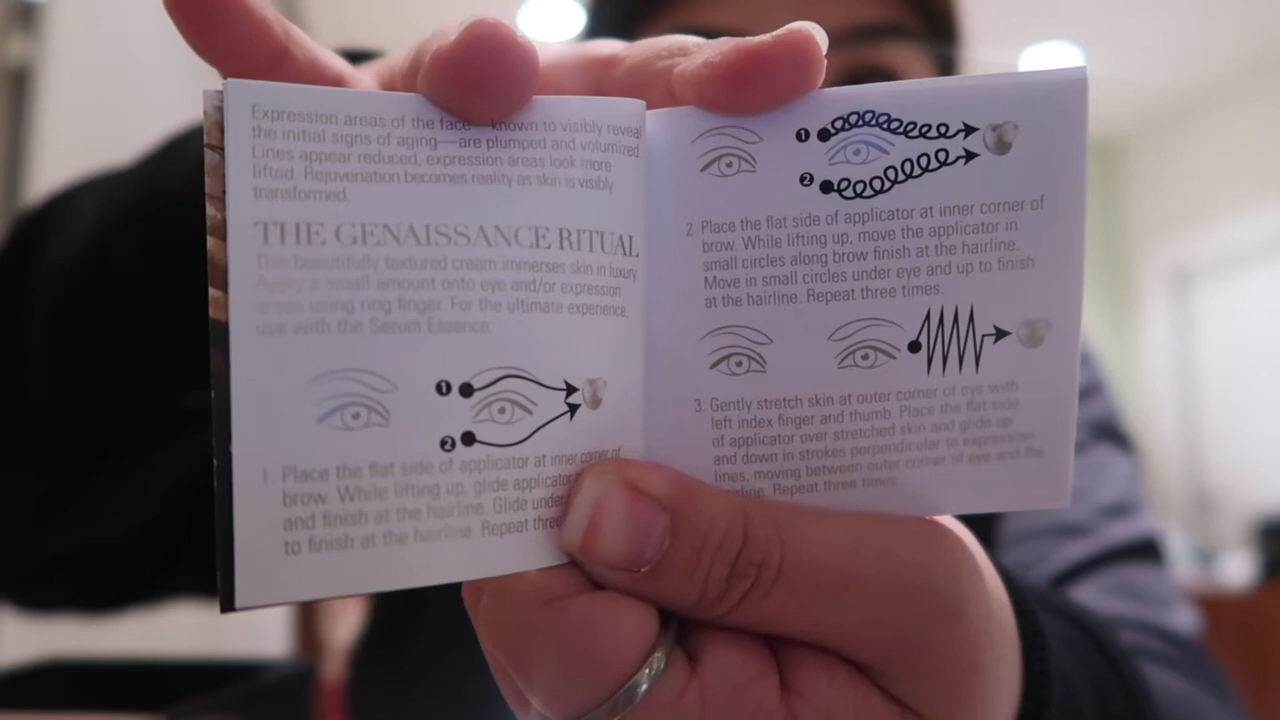 Expression areas of the face—known to visibly reveal
the initial signs of aging—are plumped and volumized.
Lines appear reduced, expression areas look more
lifted. Rejuvenation becomes reality as skin is visibly
transformed.
THE GENAISSANCE RITUAL
This beautifully textured cream immerses skin in luxury.
Apply a small amount onto eye and/or expression
areas using ring finger. For the ultimate experience,
use with the Serum Essence.
1
2
1 Place the flat side of applicator at inner corner of
brow. While lifting up, glide applicator
and finish at the hairline. Glide under
to finish at the hairline. Repeat three
1
2
2. Place the flat side of applicator at inner corner of
brow. While lifting up, move the applicator in
small circles along brow finish at the hairline.
Move in small circles under eye and up to finish
at the hairline. Repeat three times.
3. Gently stretch skin at outer corner of eye with
left index finger and thumb. Place the flat side
of applicator over stretched skin and glide up
and down in strokes perpendicular to expression
lines, moving between outer corner of eye and the
Repeat three times.